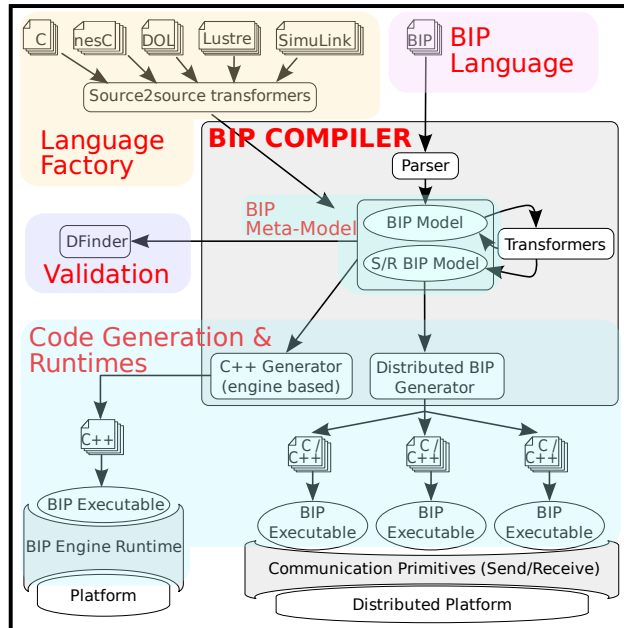 C
nesC
DOL
Lustre
SimuLink
BIP
BIP
Language
Source2source transformers
Language
Factory
BIP COMPILER
Parser
BIP
Meta-Model
BIP Model
Transformers
S/R BIP Model
DFinder
Validation
Code Generation &
Runtimes
C++ Generator
(engine based)
Distributed BIP
Generator
C++
C /
C++
C /
C++
C /
C++
BIP Executable
BIP
Executable
BIP
Executable
BIP
Executable
BIP Engine Runtime
Communication Primitives (Send/Receive)
Platform
Distributed Platform